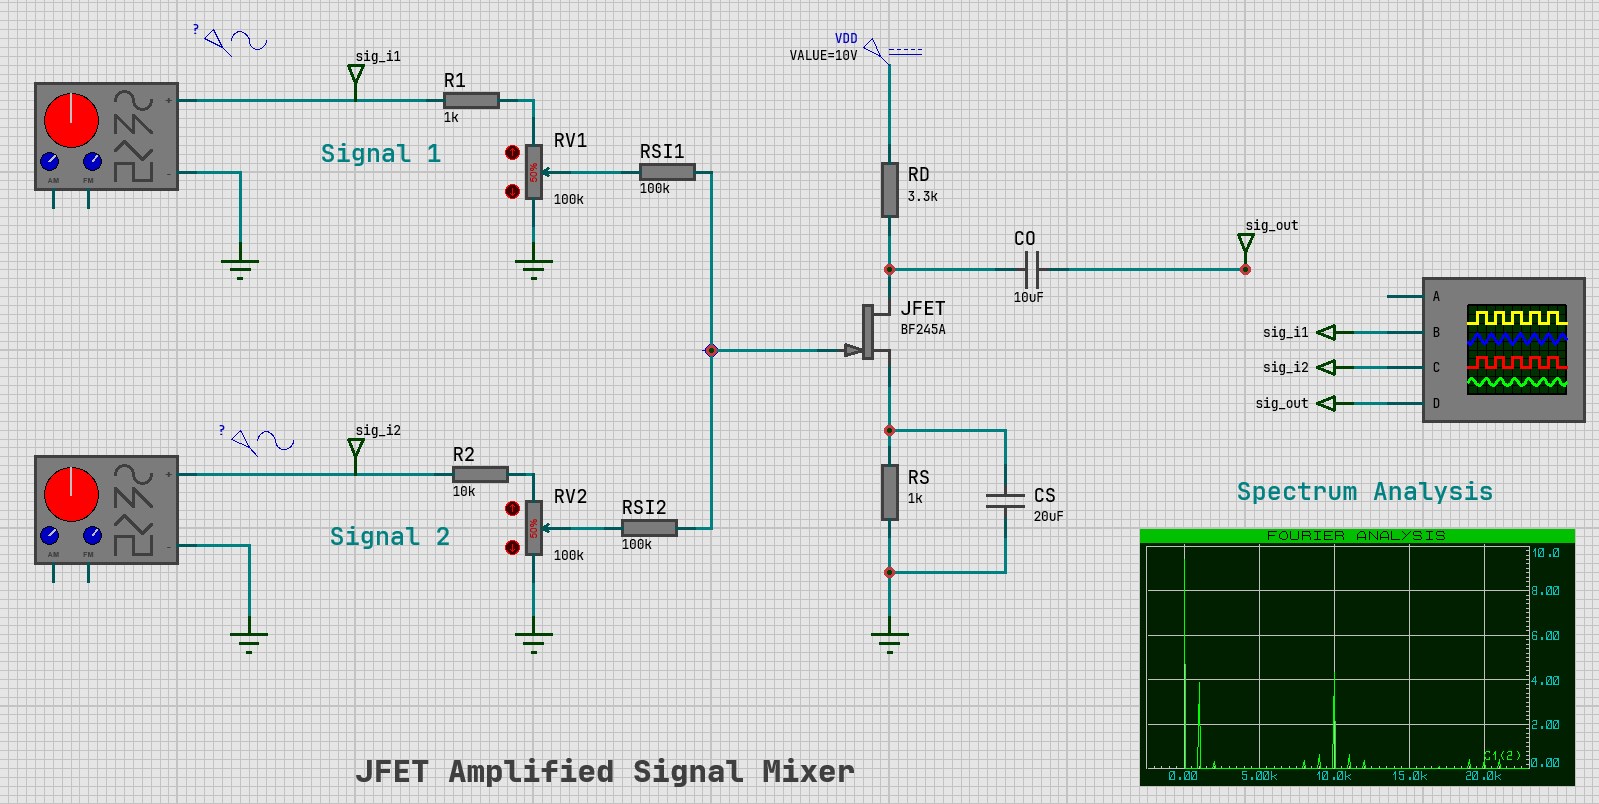 ?
sig_i1
R1
1k
+
-
AM
FM
Signal 1
RV1
50%
100k
RSI1
100k
VDD
VALUE=10V
RD
3.3k
CO
10uF
sig_out
JFET
BF245A
A
sig_i1
B
sig_i2
C
sig_out
D
?
sig_i2
R2
10k
+
-
AM
FM
Signal 2
RV2
50%
100k
RSI2
100k
RS
1k
CS
20uF
Spectrum Analysis
FOURIER ANALYSIS
10.0
8.00
6.00
4.00
2.00
0.00
C1(2)
0.00
5.00k
10.0k
15.0k
20.0k
JFET Amplified Signal Mixer